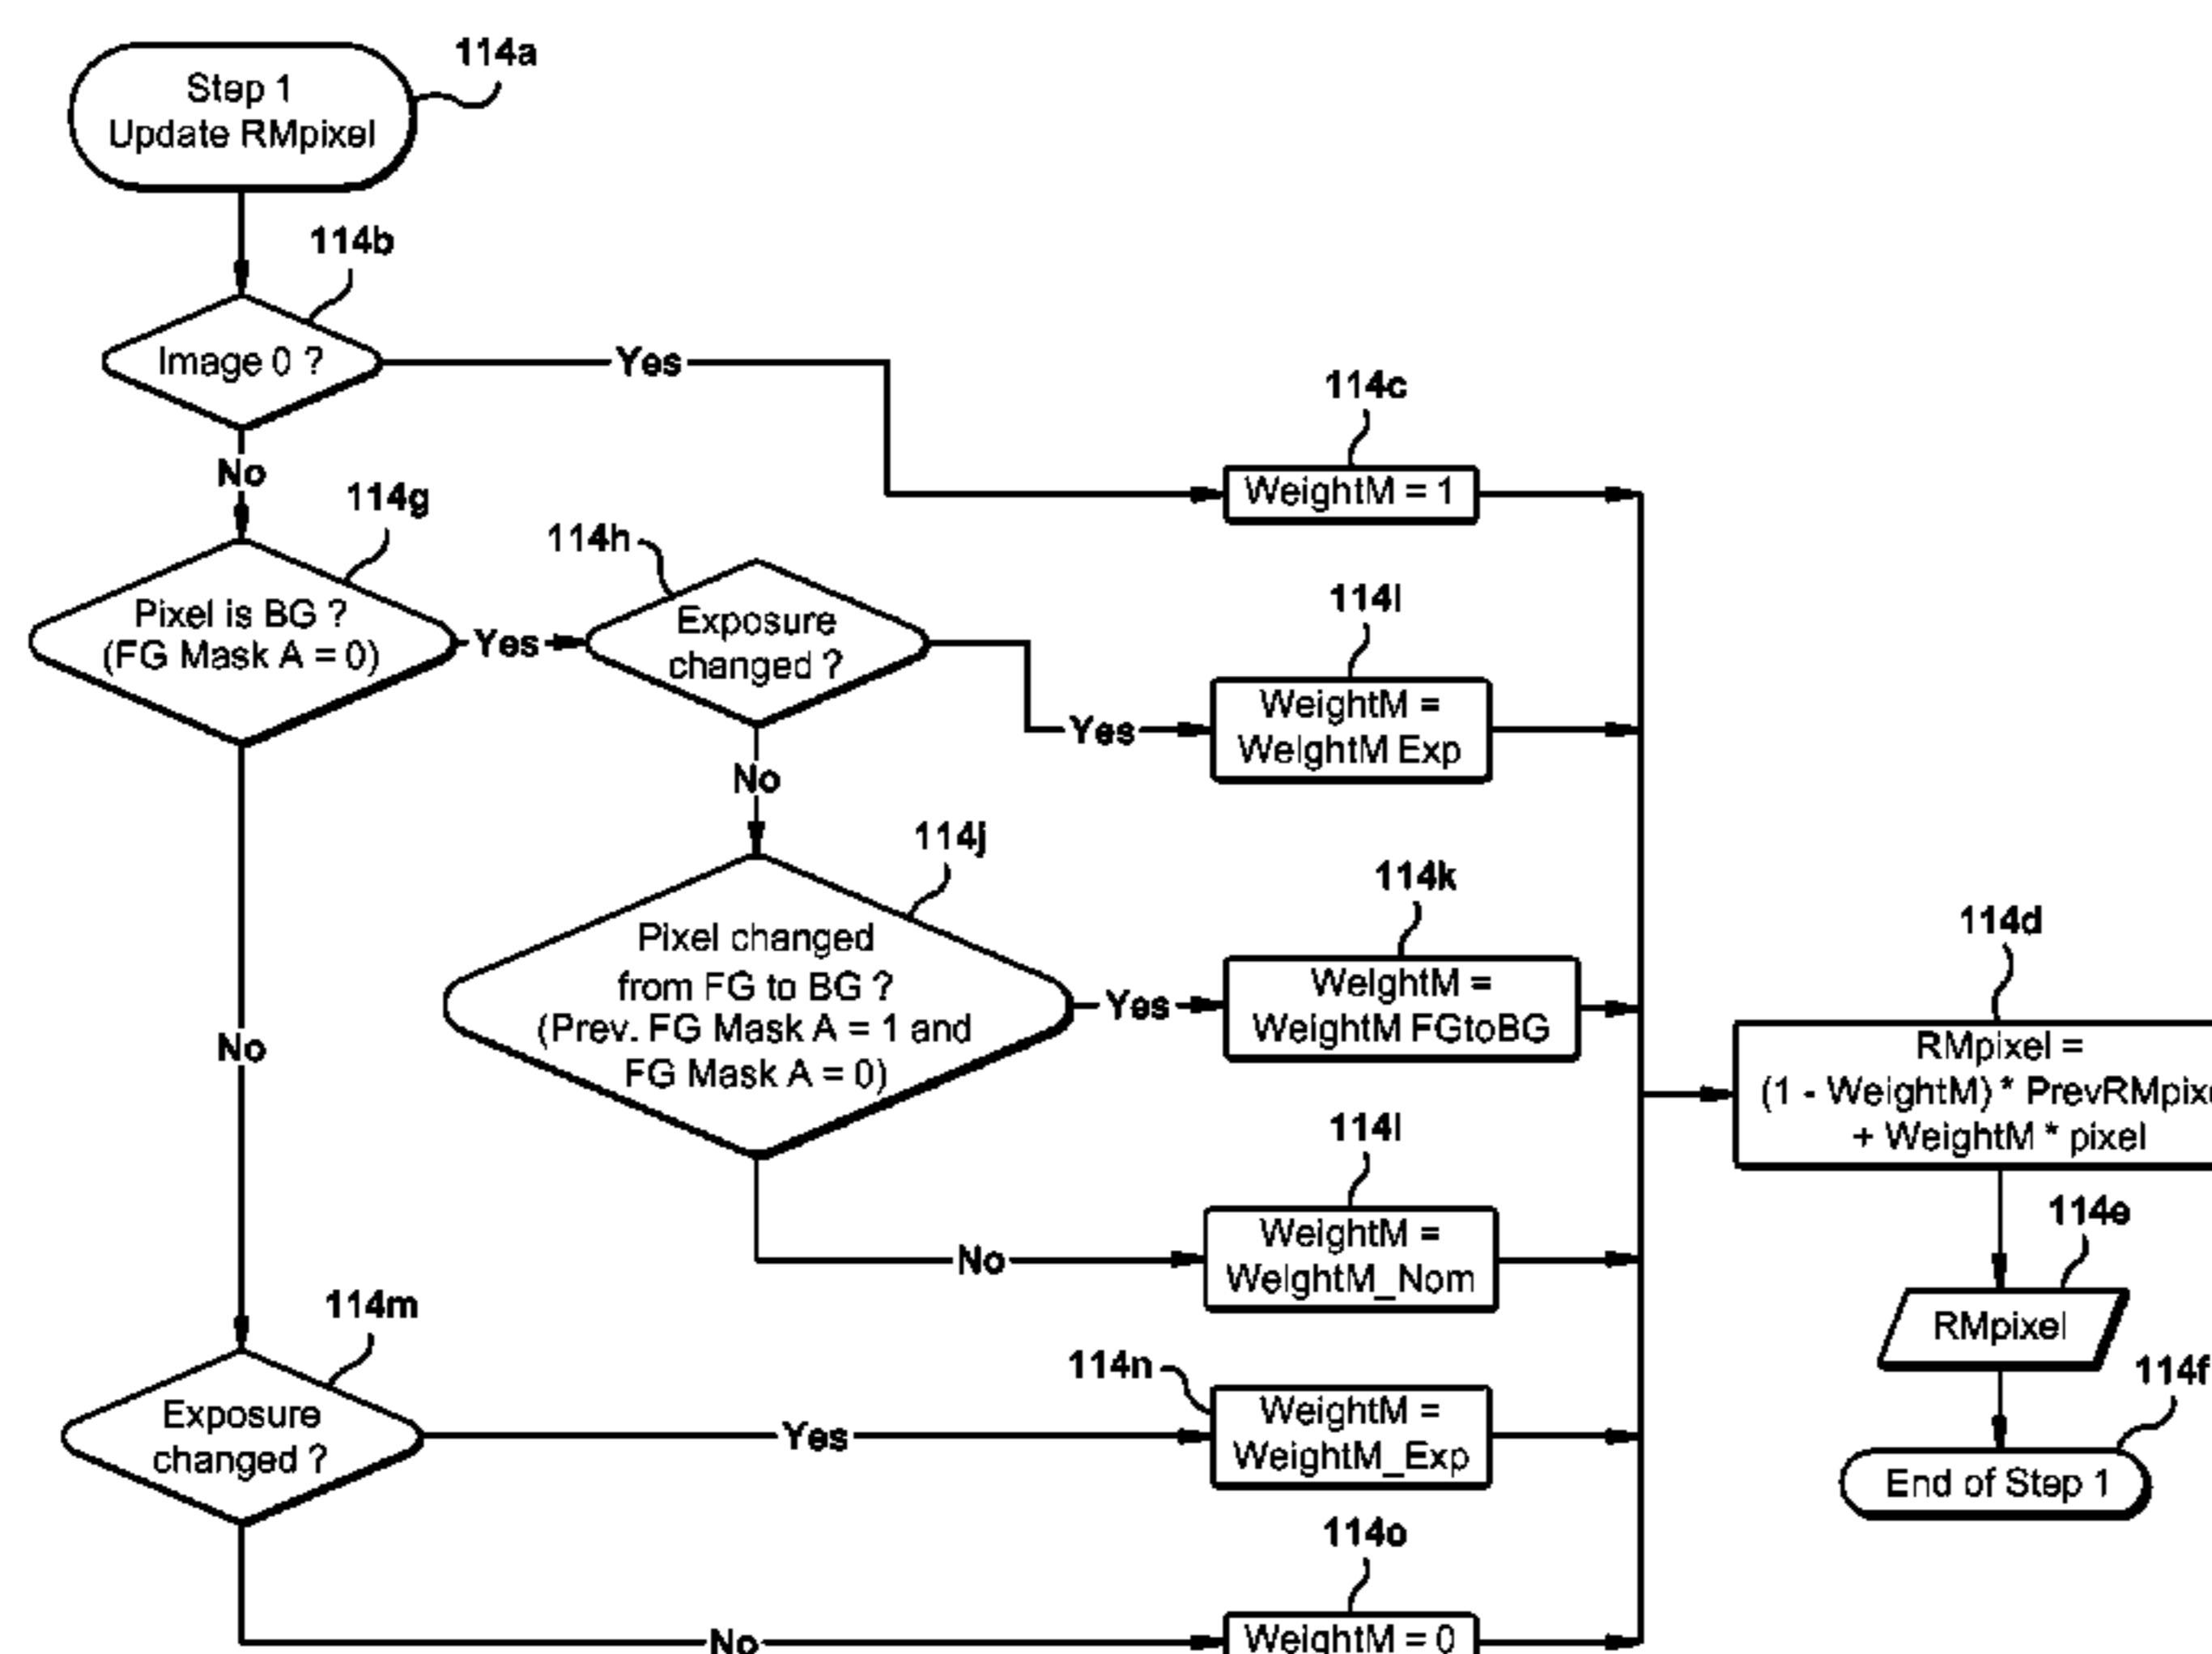 114a
Step 1
Update RMpixel
114b
Image 0 ?
Yes
No
114c
WeightM = 1
114g
Pixel is BG ?
(FG Mask A = 0)
Yes
114h
Exposure
changed ?
Yes
114l
WeightM =
WeightM Exp
No
114j
Pixel changed
from FG to BG ?
(Prev. FG Mask A = 1 and
FG Mask A = 0)
Yes
114k
WeightM =
WeightM FGtoBG
114d
RMpixel =
(1 - WeightM) * PrevRMpix
+ WeightM * pixel
No
114l
WeightM =
WeightM_Nom
No
114e
RMpixel
114m
Exposure
changed ?
Yes
114n
WeightM =
WeightM_Exp
114f
End of Step 1
No
114o
WeightM = 0